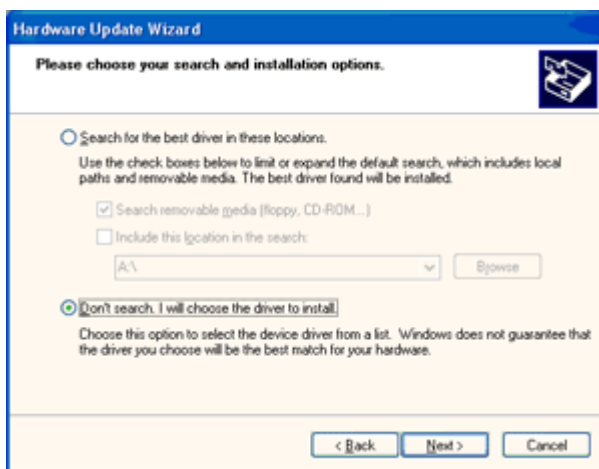 Hardware Update Wizard
Please choose your search and installation options.
Search for the best driver in these locations.
Use the check boxes below to limit or expand the default search, which includes local
paths and removable media. The best driver found will be installed.
Search removable media (floppy, CD-ROM...)
Include this location in the search:
A:\
Browse
Don't search. I will choose the driver to install.
Choose this option to select the device driver from a list. Windows does not guarantee that
the driver you choose will be the best match for your hardware.
< Back Next > Cancel